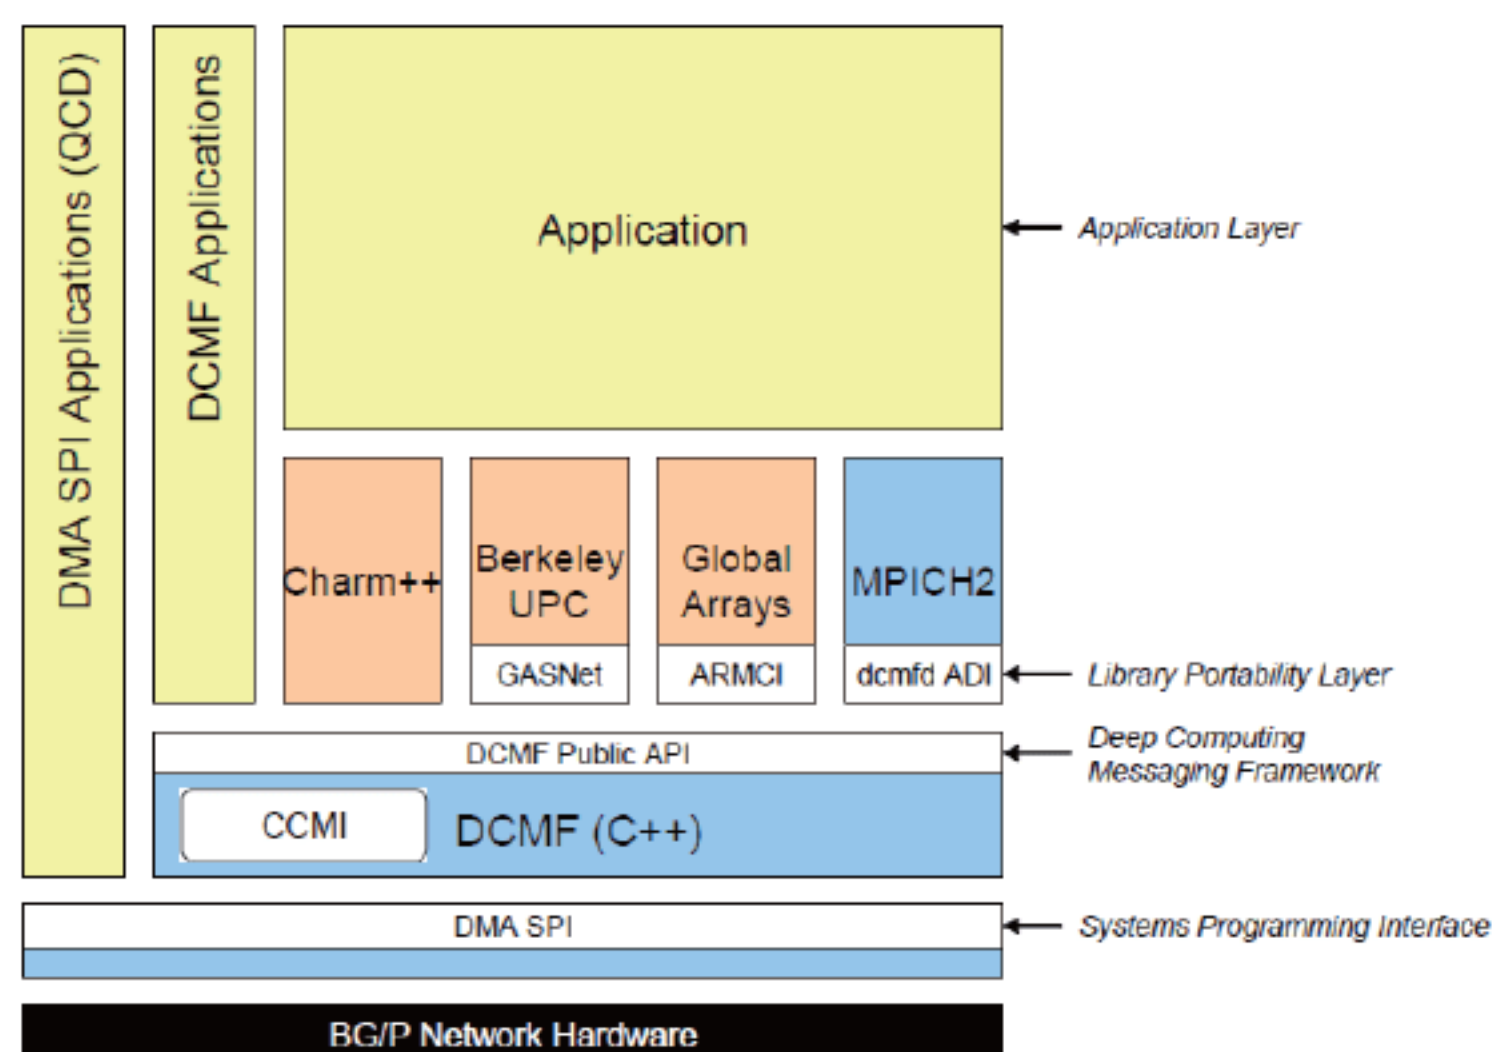 DMA SPI Applications (QCD)
DCMF Applications
Application
Application Layer
Charm++
Berkeley
UPC
Global
Arrays
MPICH2
GASNet
ARMCI
dcmfd ADI
Library Portability Layer
DCMF Public API
Deep Computing
Messaging Framework
CCMI
DCMF (C++)
DMA SPI
Systems Programming Interface
BG/P Network Hardware